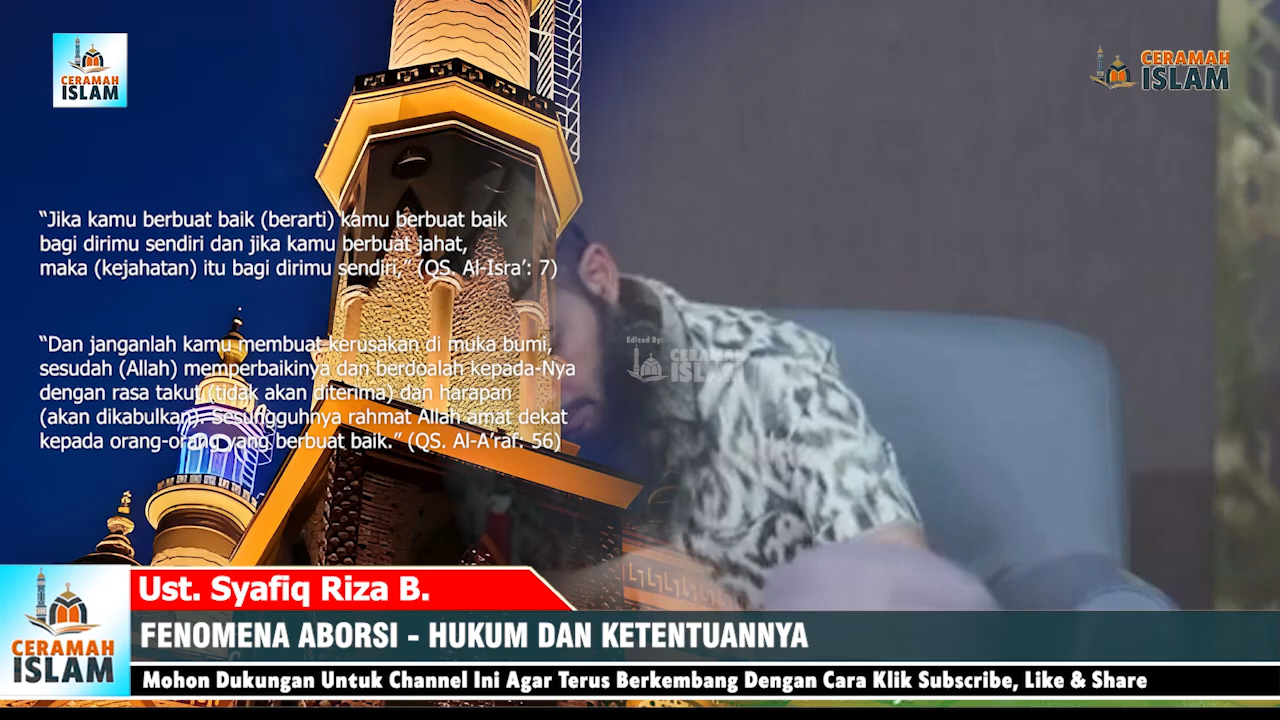 CERAMAH
ISLAM
CERAMAH
ISLAM
“Jika kamu berbuat baik (berarti) kamu berbuat baik
bagi dirimu sendiri dan jika kamu berbuat jahat,
maka (kejahatan) itu bagi dirimu sendiri,” (QS. Al-Isra’: 7)
“Dan janganlah kamu membuat kerusakan di muka bumi,
sesudah (Allah) memperbaikinya dan berdoalah kepada-Nya
dengan rasa takut (tidak akan diterima) dan harapan
(akan dikabulkan). Sesungguhnya rahmat Allah amat dekat
kepada orang-orang yang berbuat baik.” (QS. Al-A’raf: 56)
Edited By:
CERAMAH
ISLAM
Ust. Syafiq Riza B.
FENOMENA ABORSI - HUKUM DAN KETENTUANNYA
CERAMAH
ISLAM
Mohon Dukungan Untuk Channel Ini Agar Terus Berkembang Dengan Cara Klik Subscribe, Like & Share